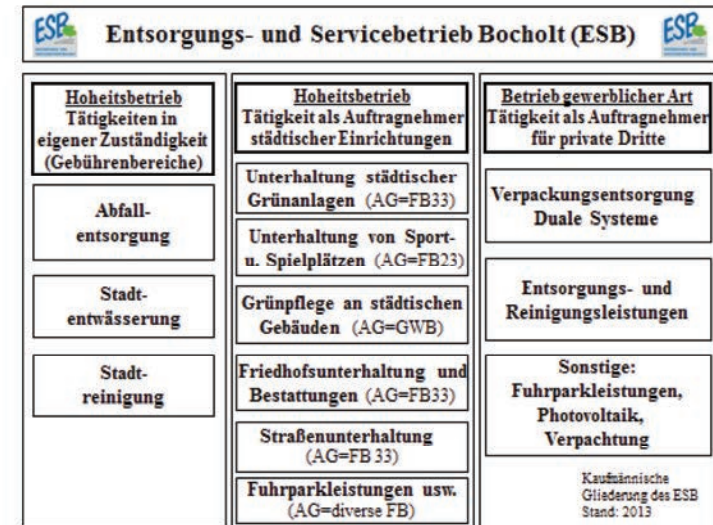 ESB
Entsorgungs- und Servicebetrieb Bocholt (ESB)
ESB
Hoheitsbetrieb
Tätigkeiten in
eigener Zuständigkeit
(Gebührenbereiche)
Abfall-
entsorgung
Stadt-
entwässerung
Stadt-
reinigung
Hoheitsbetrieb
Tätigkeit als Auftragnehmer
städtischer Einrichtungen
Unterhaltung städtischer
Grünanlagen (AG=FB33)
Unterhaltung von Sport-
u. Spielplätzen (AG=FB23)
Grünpflege an städtischen
Gebäuden (AG=GWB)
Friedhofsunterhaltung und
Bestattungen (AG=FB33)
Straßenunterhaltung
(AG=FB 33)
Fuhrparkleistungen usw.
(AG=diverse FB)
Betrieb gewerblicher Art
Tätigkeit als Auftragnehmer
für private Dritte
Verpackungsentsorgung
Duale Systeme
Entsorgungs- und
Reinigungsleistungen
Sonstige:
Fuhrparkleistungen,
Photovoltaik,
Verpachtung
Kaufmännische
Gliederung des ESB
Stand: 2013